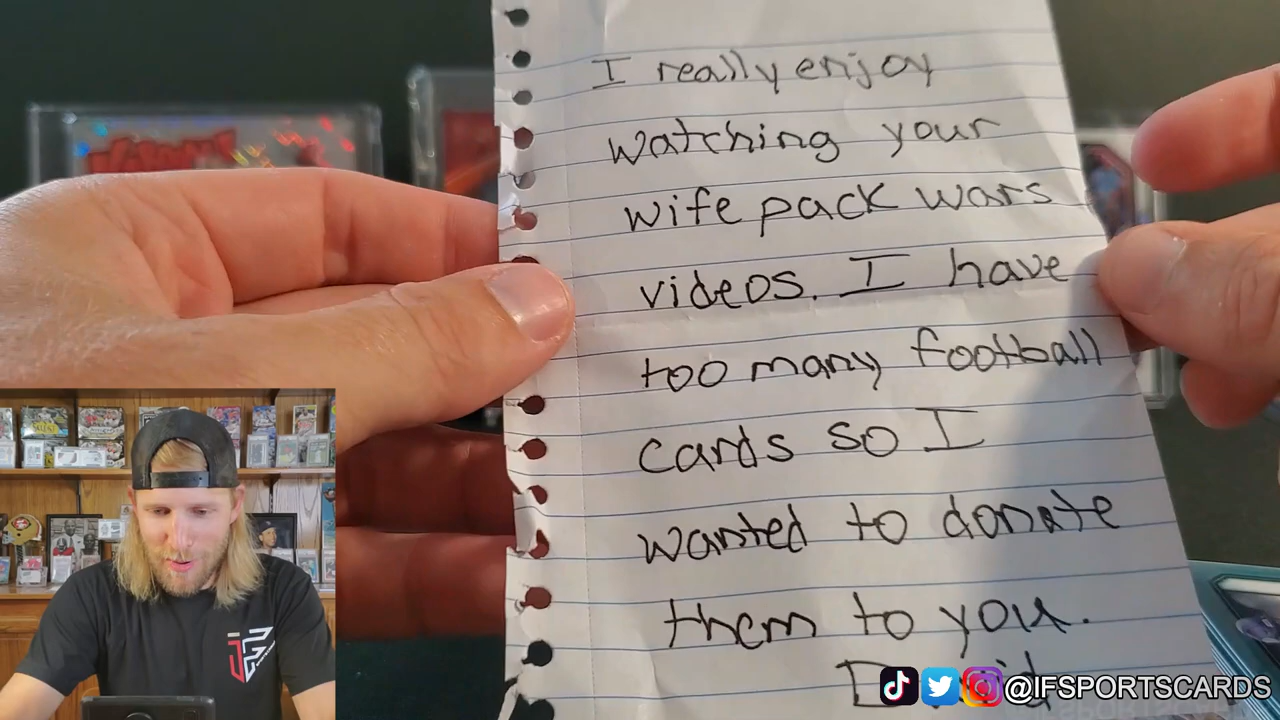 I really enjoy
watching your
wife pack wars
videos. I have
too many football
cards so I
wanted to donate
them to you.
@IFSPORTSCARDS